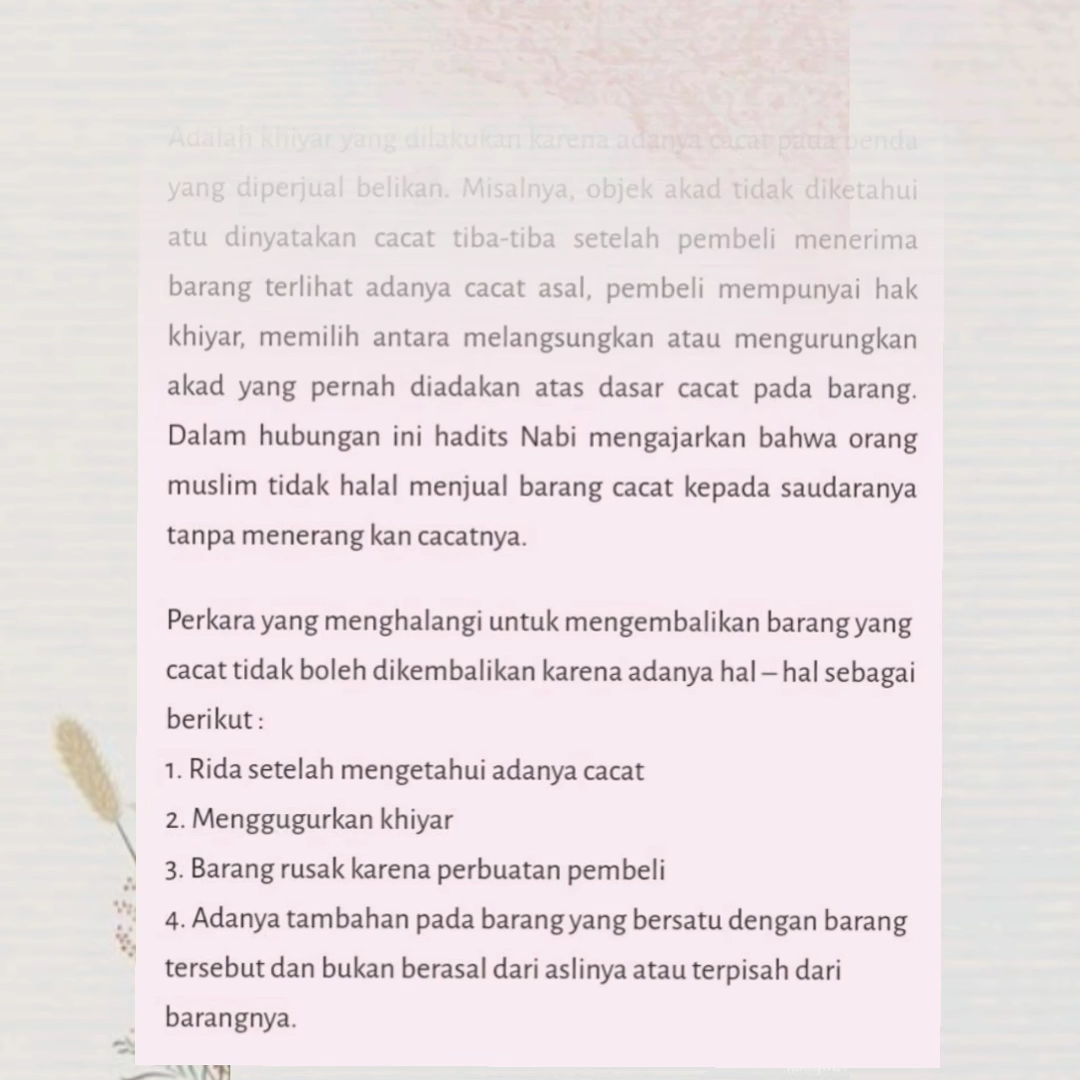 Adalah khiyar yang dilakukan karena adanya cacat pada benda
yang diperjual belikan. Misalnya, objek akad tidak diketahui
atu dinyatakan cacat tiba-tiba setelah pembeli menerima
barang terlihat adanya cacat asal, pembeli mempunyai hak
khiyar, memilih antara melangsungkan atau mengurungkan
akad yang pernah diadakan atas dasar cacat pada barang.
Dalam hubungan ini hadits Nabi mengajarkan bahwa orang
muslim tidak halal menjual barang cacat kepada saudaranya
tanpa menerang kan cacatnya.
Perkara yang menghalangi untuk mengembalikan barang yang
cacat tidak boleh dikembalikan karena adanya hal – hal sebagai
berikut :
1. Rida setelah mengetahui adanya cacat
2. Menggugurkan khiyar
3. Barang rusak karena perbuatan pembeli
4. Adanya tambahan pada barang yang bersatu dengan barang
tersebut dan bukan berasal dari aslinya atau terpisah dari
barangnya.